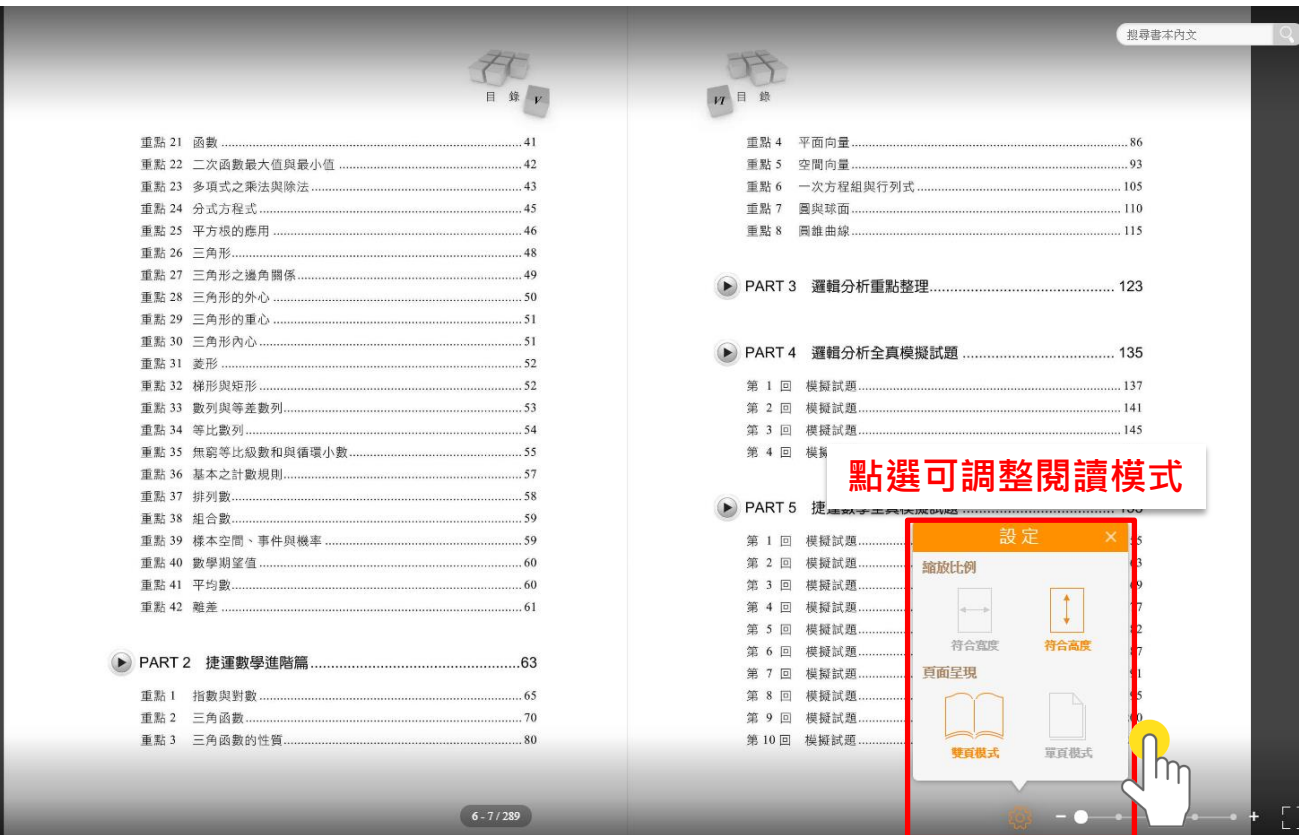 搜尋書本內文
目 錄 V
重點 21 函數 41
重點 22 二次函數最大值與最小值 42
重點 23 多項式之乘法與除法 43
重點 24 分式方程式 45
重點 25 平方根的應用 46
重點 26 三角形 48
重點 27 三角形之邊角關係 49
重點 28 三角形的外心 50
重點 29 三角形的重心 51
重點 30 三角形內心 51
重點 31 菱形 52
重點 32 梯形與矩形 52
重點 33 數列與等差數列 53
重點 34 等比數列 54
重點 35 無窮等比級數和與循環小數 55
重點 36 基本之計數規則 57
重點 37 排列數 58
重點 38 組合數 59
重點 39 樣本空間、事件與機率 59
重點 40 數學期望值 60
重點 41 平均數 60
重點 42 離差 61
PART 2 捷運數學進階篇 63
重點 1 指數與對數 65
重點 2 三角函數 70
重點 3 三角函數的性質 80
6 - 7 / 289
VI 目 錄
重點 4 平面向量 86
重點 5 空間向量 93
重點 6 一次方程組與行列式 105
重點 7 圓與球面 110
重點 8 圓錐曲線 115
PART 3 邏輯分析重點整理 123
PART 4 邏輯分析全真模擬試題 135
第 1 回 模擬試題 137
第 2 回 模擬試題 141
第 3 回 模擬試題 145
第 4 回
點選可調整閱讀模式
PART 5 捷運數學全真模擬試題
第 1 回 模擬試題
第 2 回 模擬試題
第 3 回 模擬試題
第 4 回 模擬試題
第 5 回 模擬試題
第 6 回 模擬試題
第 7 回 模擬試題
第 8 回 模擬試題
第 9 回 模擬試題
第 10 回 模擬試題
設定 ×
縮放比例
符合寬度 符合高度
頁面呈現
雙頁模式 單頁模式